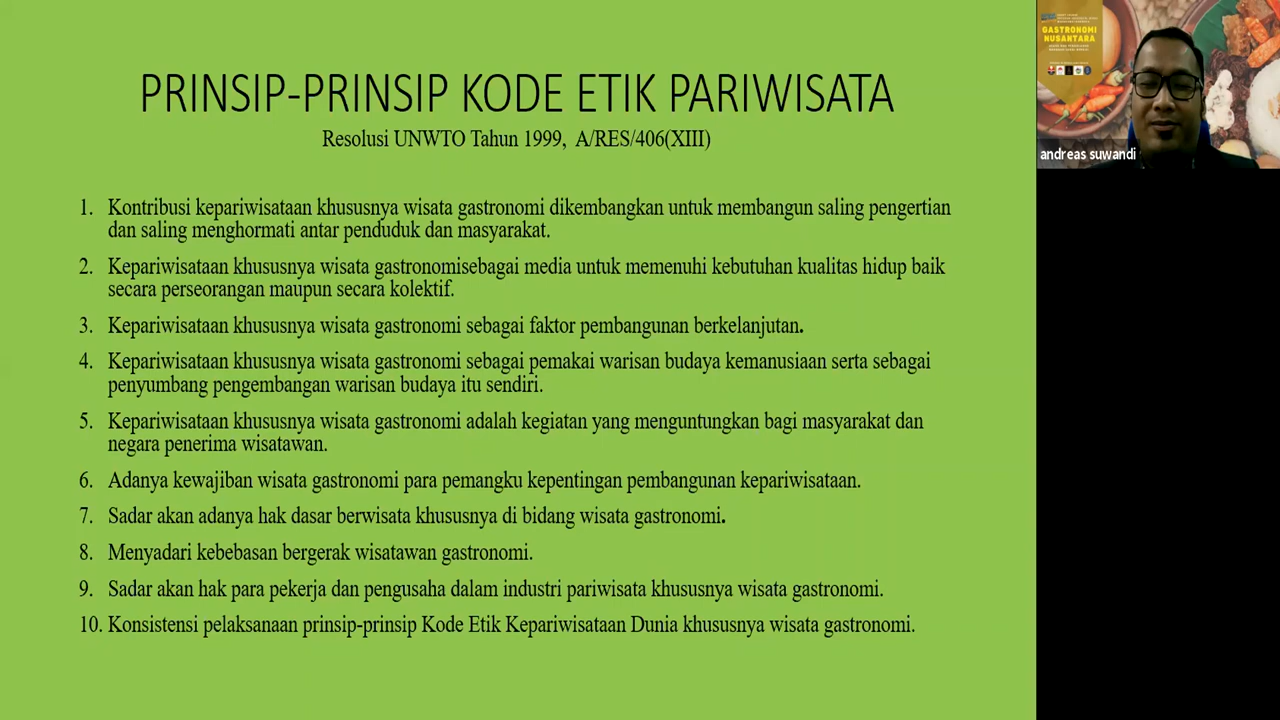 PRINSIP-PRINSIP KODE ETIK PARIWISATA
Resolusi UNWTO Tahun 1999, A/RES/406(XIII)
1. Kontribusi kepariwisataan khususnya wisata gastronomi dikembangkan untuk membangun saling pengertian
dan saling menghormati antar penduduk dan masyarakat.
2. Kepariwisataan khususnya wisata gastronomisebagai media untuk memenuhi kebutuhan kualitas hidup baik
secara perseorangan maupun secara kolektif.
3. Kepariwisataan khususnya wisata gastronomi sebagai faktor pembangunan berkelanjutan.
4. Kepariwisataan khususnya wisata gastronomi sebagai pemakai warisan budaya kemanusiaan serta sebagai
penyumbang pengembangan warisan budaya itu sendiri.
5. Kepariwisataan khususnya wisata gastronomi adalah kegiatan yang menguntungkan bagi masyarakat dan
negara penerima wisatawan.
6. Adanya kewajiban wisata gastronomi para pemangku kepentingan pembangunan kepariwisataan.
7. Sadar akan adanya hak dasar berwisata khususnya di bidang wisata gastronomi.
8. Menyadari kebebasan bergerak wisatawan gastronomi.
9. Sadar akan hak para pekerja dan pengusaha dalam industri pariwisata khususnya wisata gastronomi.
10. Konsistensi pelaksanaan prinsip-prinsip Kode Etik Kepariwisataan Dunia khususnya wisata gastronomi.
GASTRONOMI
NUSANTARA
andreas suwandi